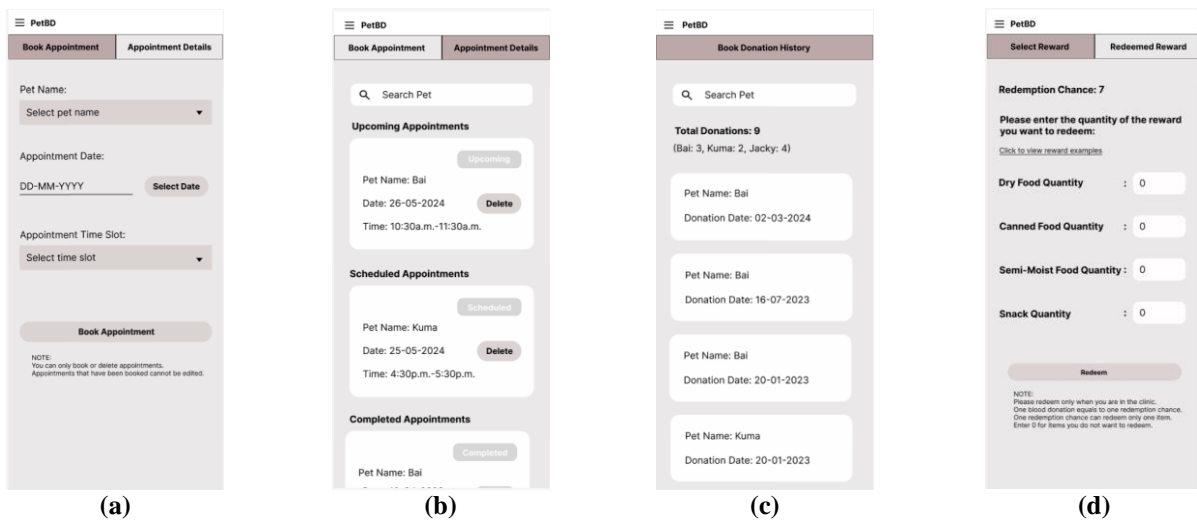 PetBD
Book Appointment
Appointment Details
Pet Name:
Select pet name
Appointment Date:
DD-MM-YYYY
Select Date
Appointment Time Slot:
Select time slot
Book Appointment
NOTE:
You can only book or delete appointments.
Appointments that have been booked cannot be edited.
(a)
PetBD
Book Appointment
Appointment Details
Search Pet
Upcoming Appointments
Upcoming
Pet Name: Bai
Date: 26-05-2024
Delete
Time: 10:30a.m.-11:30a.m.
Scheduled Appointments
Scheduled
Pet Name: Kuma
Date: 25-05-2024
Delete
Time: 4:30p.m.-5:30p.m.
Completed Appointments
Completed
Pet Name: Bai
(b)
PetBD
Book Donation History
Search Pet
Total Donations: 9
(Bai: 3, Kuma: 2, Jacky: 4)
Pet Name: Bai
Donation Date: 02-03-2024
Pet Name: Bai
Donation Date: 16-07-2023
Pet Name: Bai
Donation Date: 20-01-2023
Pet Name: Kuma
Donation Date: 20-01-2023
(c)
PetBD
Select Reward
Redeemed Reward
Redemption Chance: 7
Please enter the quantity of the reward
you want to redeem:
Click to view reward examples
Dry Food Quantity : 0
Canned Food Quantity : 0
Semi-Moist Food Quantity : 0
Snack Quantity : 0
Redeem
NOTE:
Please redeem only when you are in the clinic.
One blood donation equals to one redemption chance.
One redemption chance can redeem only one item.
Enter 0 for items you do not want to redeem.
(d)